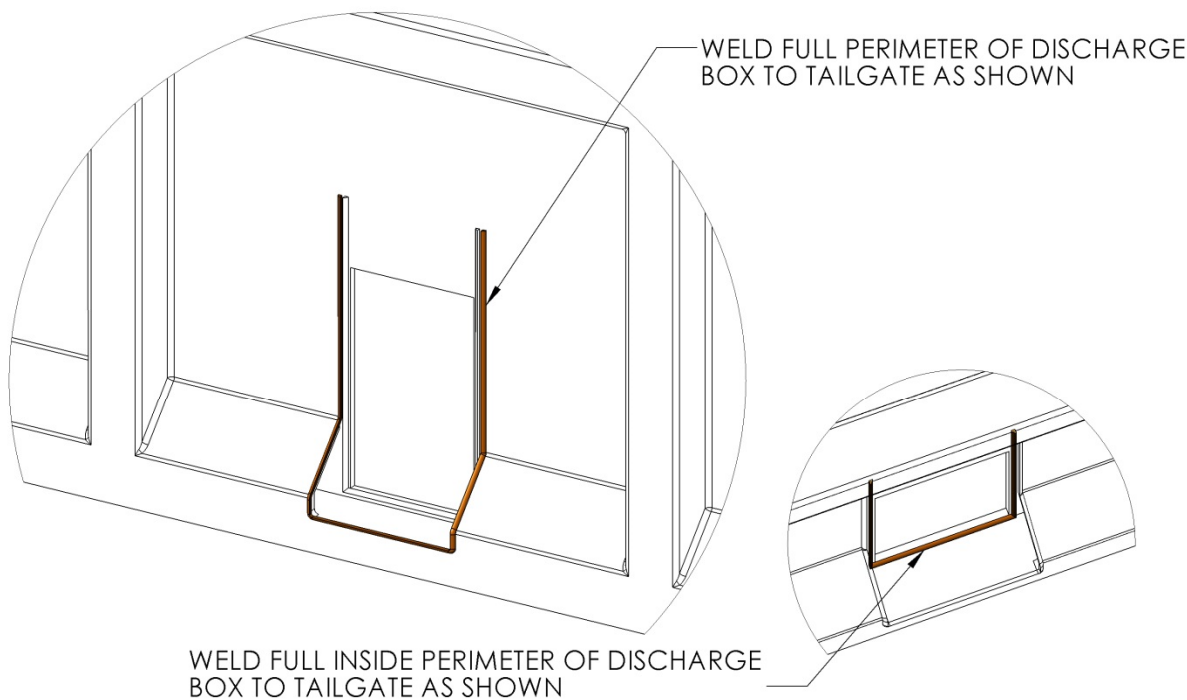 WELD FULL PERIMETER OF DISCHARGE
BOX TO TAILGATE AS SHOWN
WELD FULL INSIDE PERIMETER OF DISCHARGE
BOX TO TAILGATE AS SHOWN